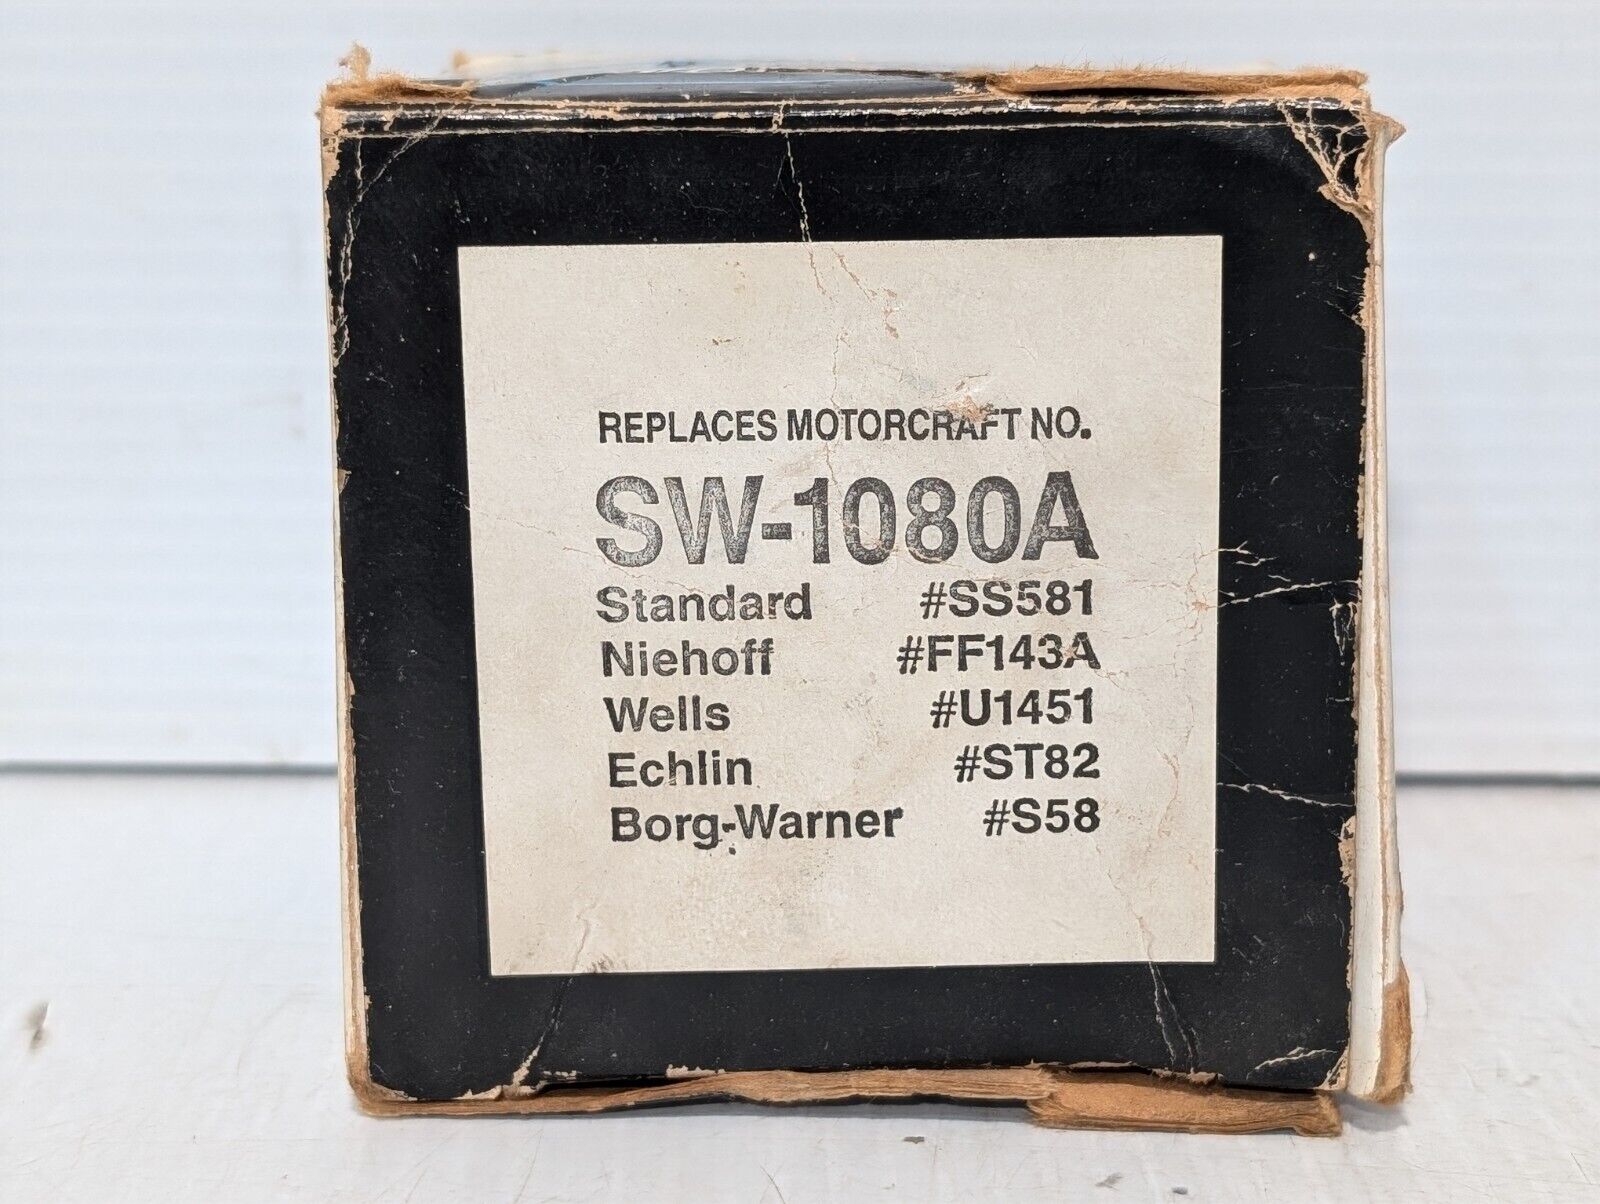 REPLACES MOTORCRAFT NO.
SW-1080A
Standard #SS581
Niehoff #FF143A
Wells #U1451
Echlin #ST82
Borg-Warner #S58